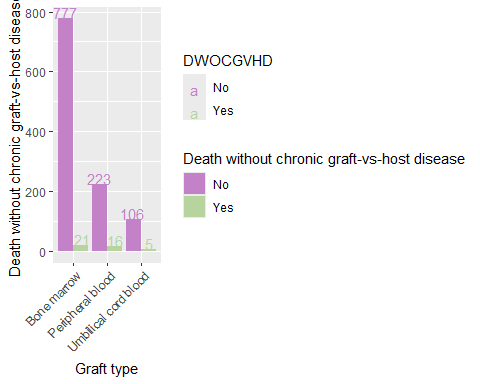 Death without chronic graft-vs-host disease
800
600
400
200
0
777
21
223
16
106
5
Bone marrow
Peripheral blood
Umbilical cord blood
Graft type
DWOCGVHD
a No
a Yes
Death without chronic graft-vs-host disease
No
Yes